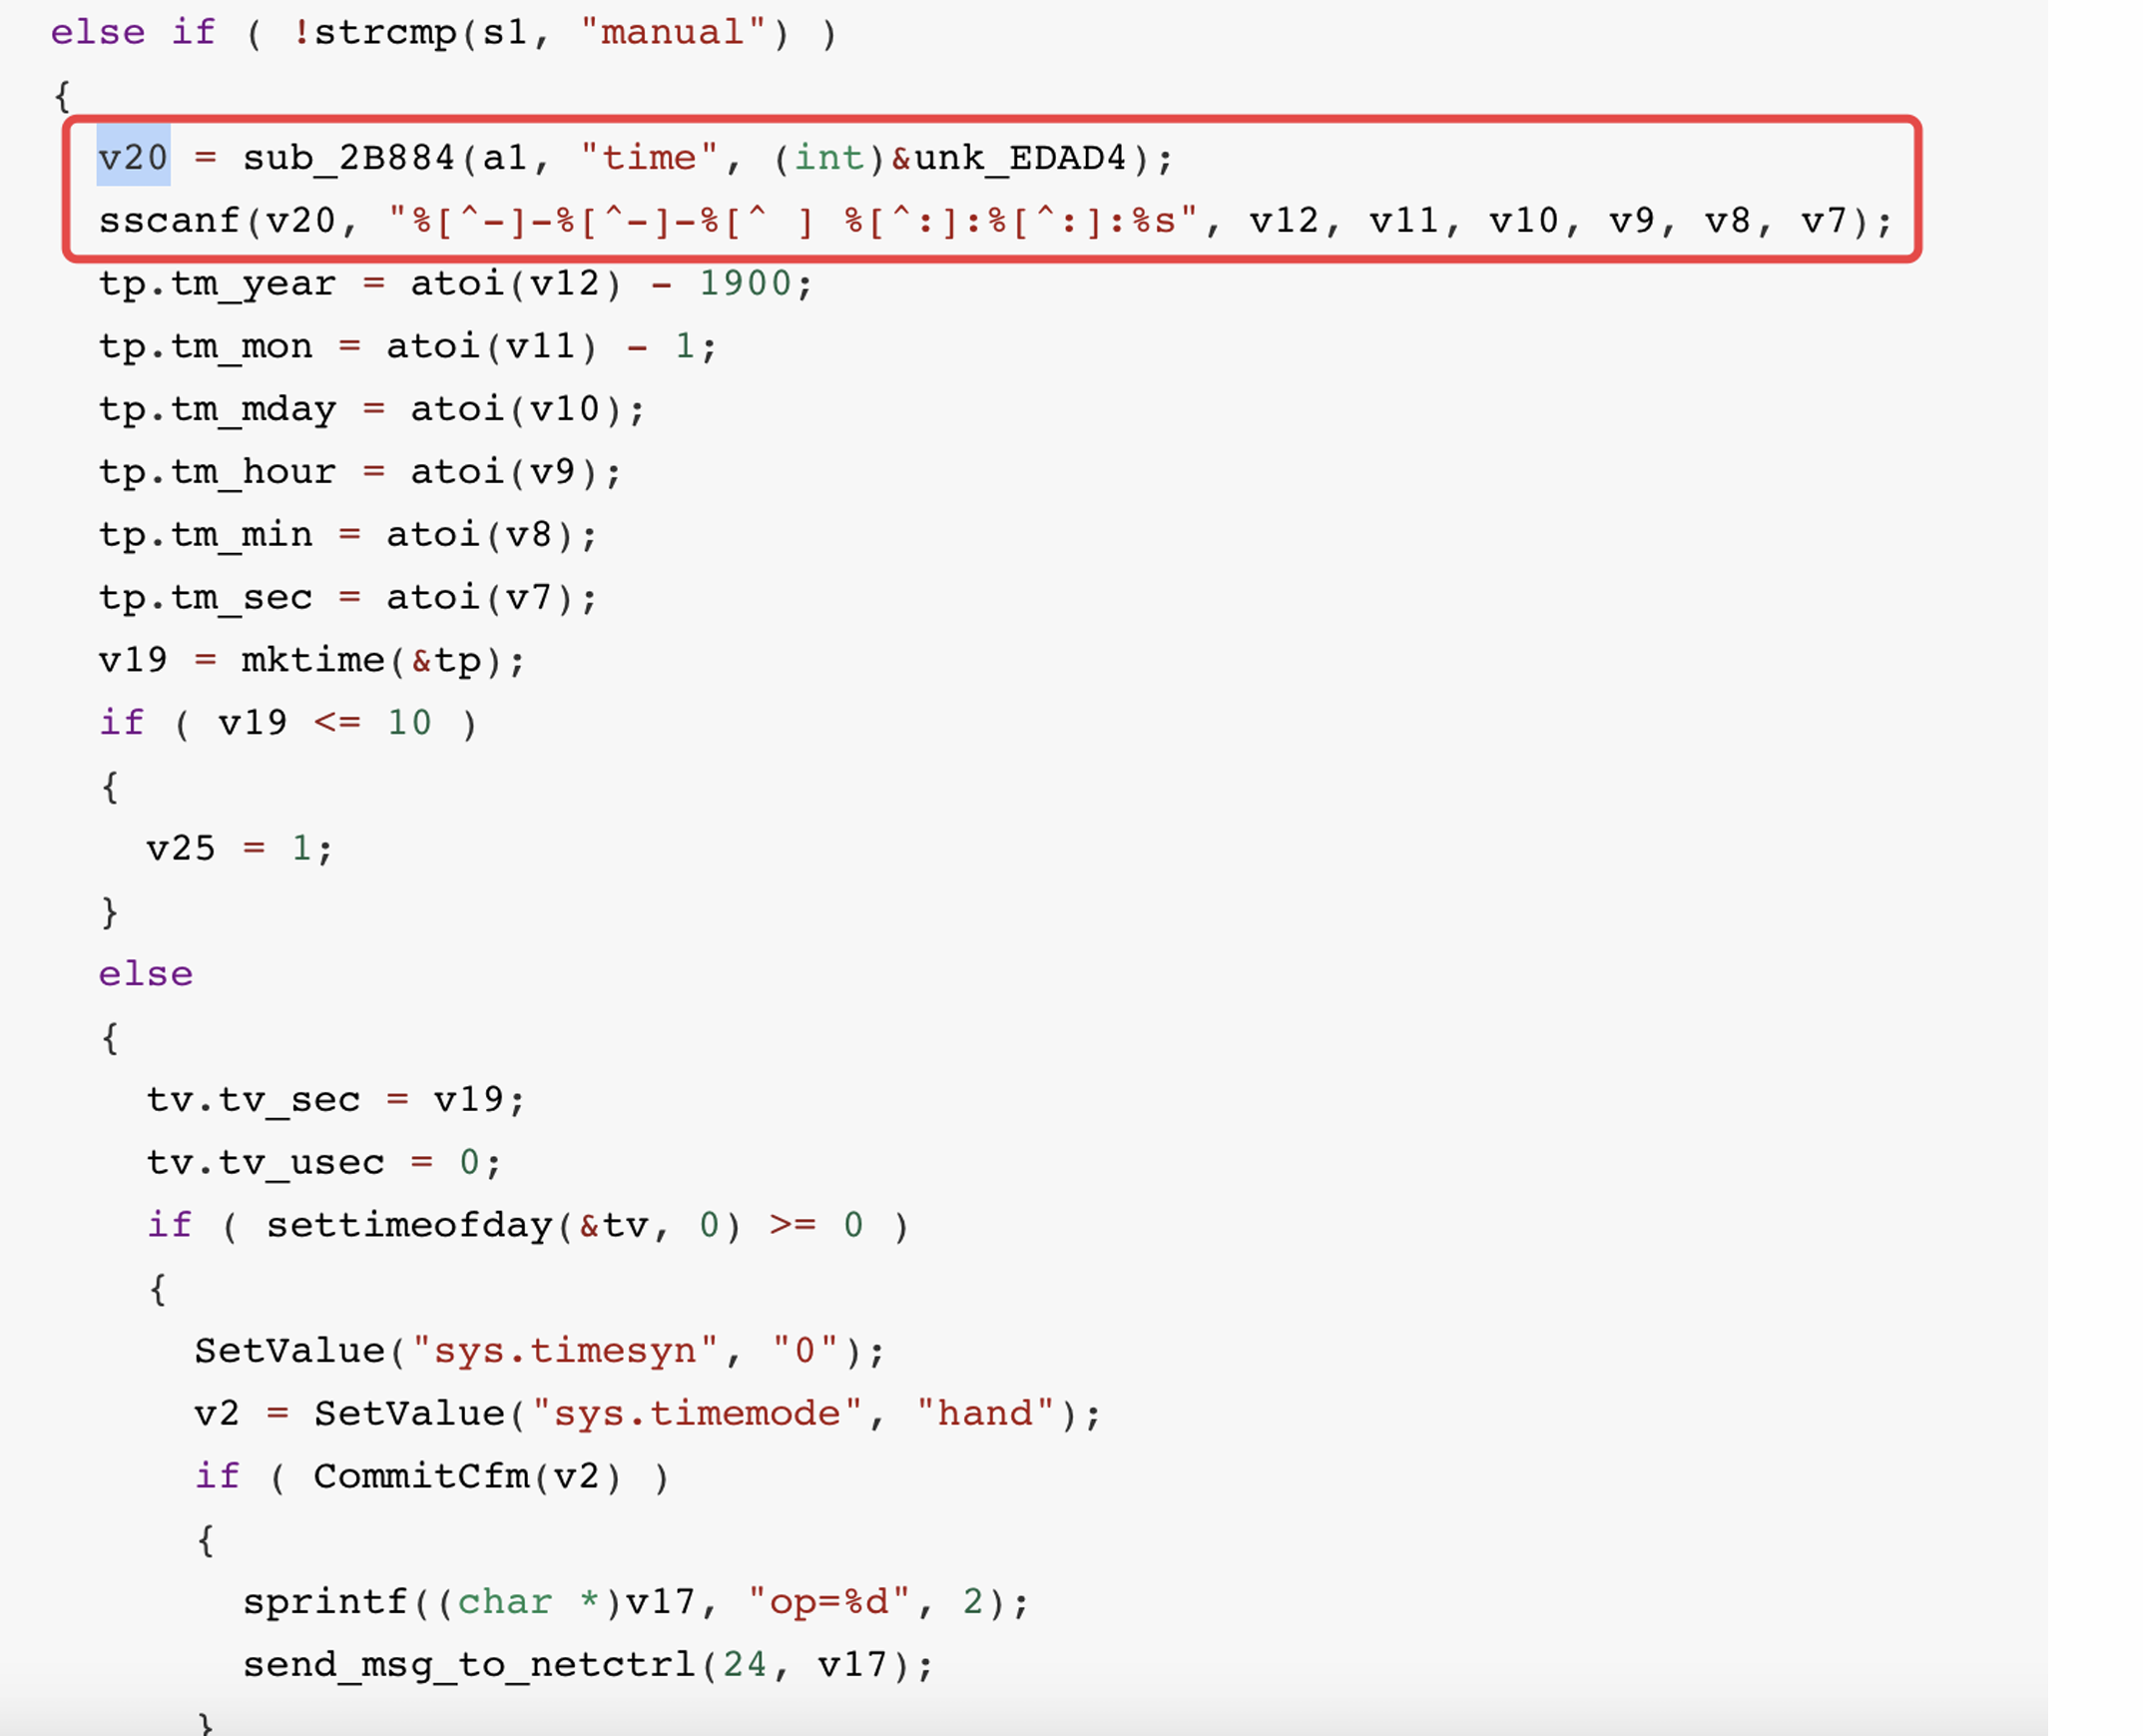 else if ( !strcmp(s1, "manual") )
{
v20 = sub_2B884(a1, "time", (int)&unk_EDAD4);
sscanf(v20, "%[^-]-%[^-]-%[^ ] %[^:]:%[^:]:%s", v12, v11, v10, v9, v8, v7);
tp.tm_year = atoi(v12) - 1900;
tp.tm_mon = atoi(v11) - 1;
tp.tm_mday = atoi(v10);
tp.tm_hour = atoi(v9);
tp.tm_min = atoi(v8);
tp.tm_sec = atoi(v7);
v19 = mktime(&tp);
if ( v19 <= 10 )
{
v25 = 1;
}
else
{
tv.tv_sec = v19;
tv.tv_usec = 0;
if ( settimeofday(&tv, 0) >= 0 )
{
SetValue("sys.timesyn", "0");
v2 = SetValue("sys.timemode", "hand");
if ( CommitCfm(v2) )
{
sprintf((char *)v17, "op=%d", 2);
send_msg_to_netctrl(24, v17);
}